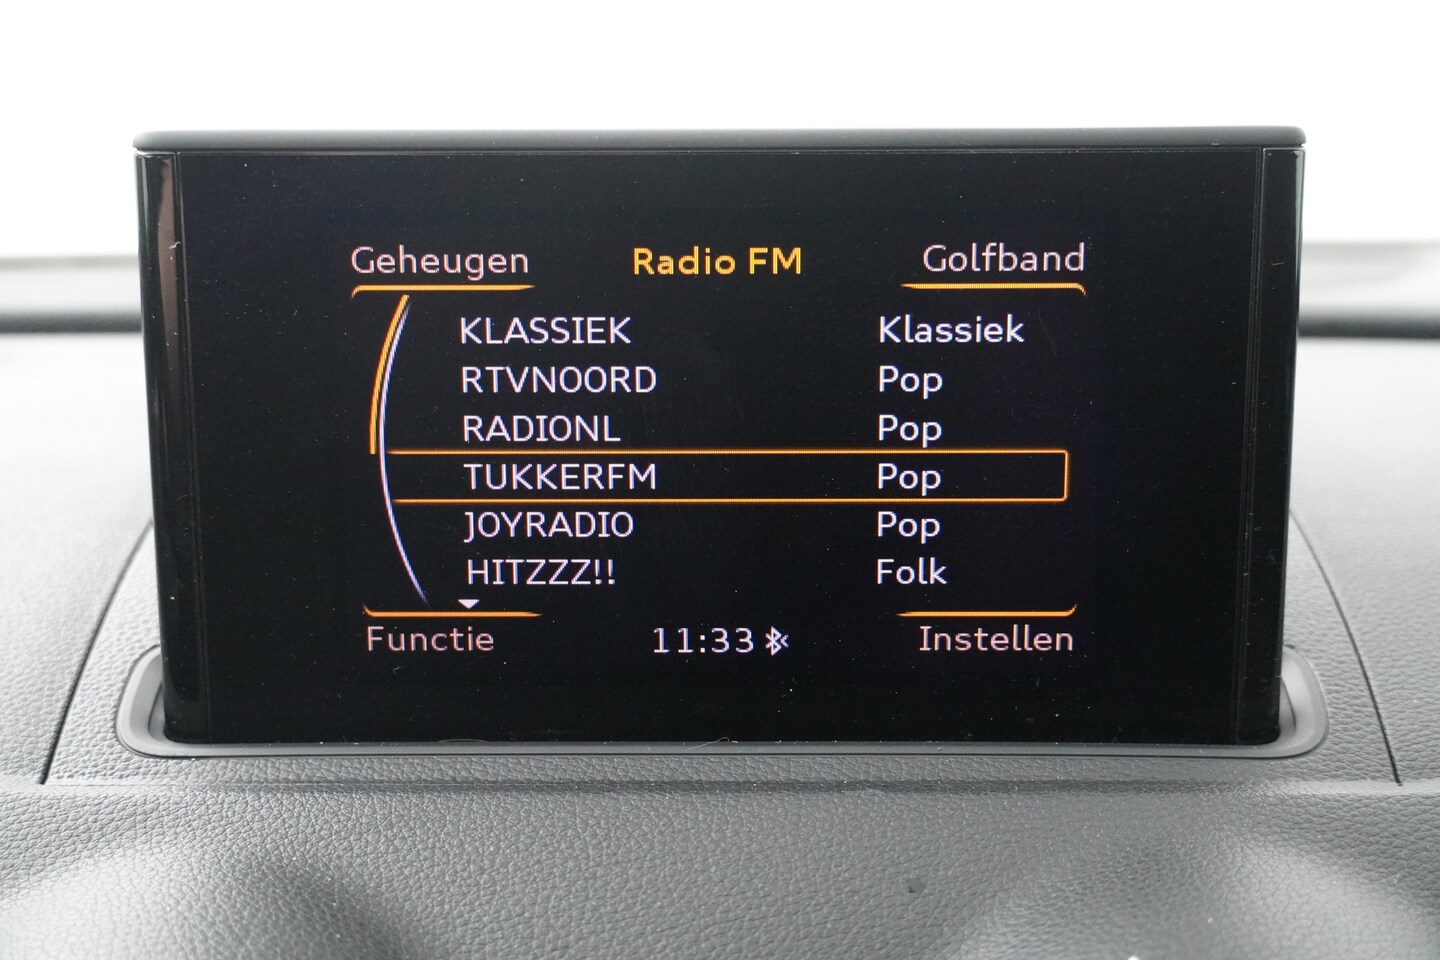 Geheugen Radio FM Golfband
KLASSIEK Klassiek
RTVNOORD Pop
RADIONL Pop
TUKKERFM Pop
JOYRADIO Pop
HITZZZ!! Folk
Functie 11:33 Instellen